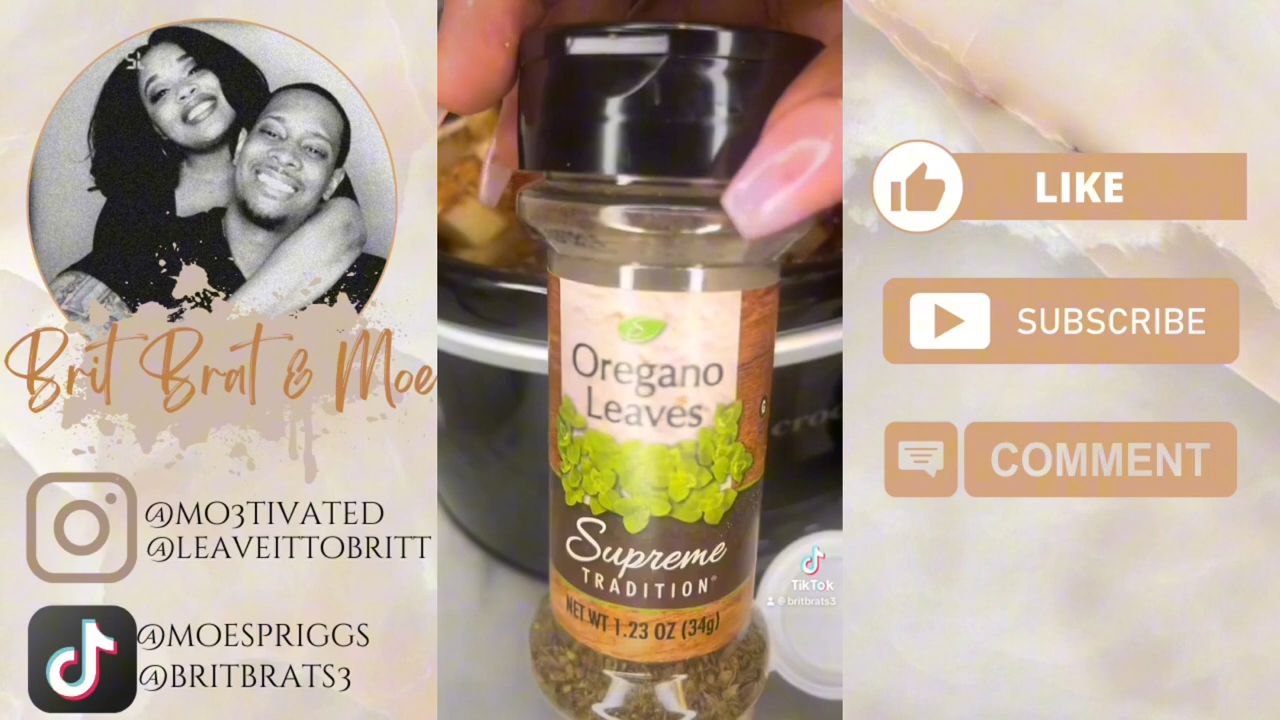 Brit Brat & Moe
@MO3TIVATED
@LEAVEITTOBRITT
@MOESPRIGGS
@BRITBRATS3
Oregano
Leaves
Supreme
TRADITION®
NET WT 1.23 OZ (34g)
TikTok
@britbrats3
LIKE
SUBSCRIBE
COMMENT